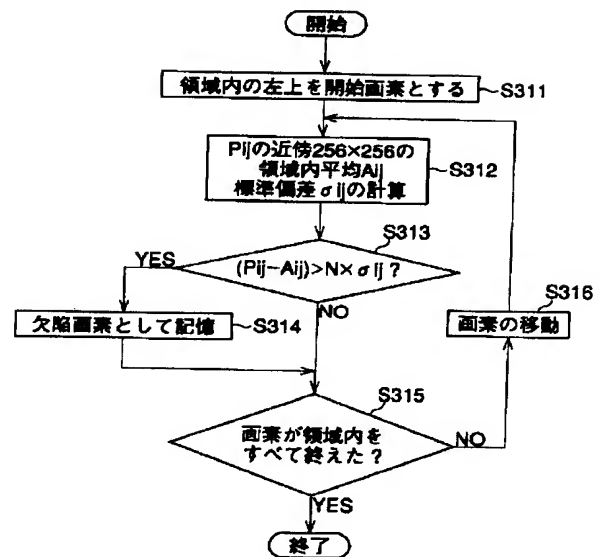 開始
領域内の左上を開始画素とする
S311
Pijの近傍256×256の
領域内平均Aij
標準偏差σijの計算
S312
S313
(Pij−Aij)>N×σij?
YES
NO
欠陥画素として記憶
S314
S316
画素の移動
S315
画素が領域内を
すべて終えた?
NO
YES
終了